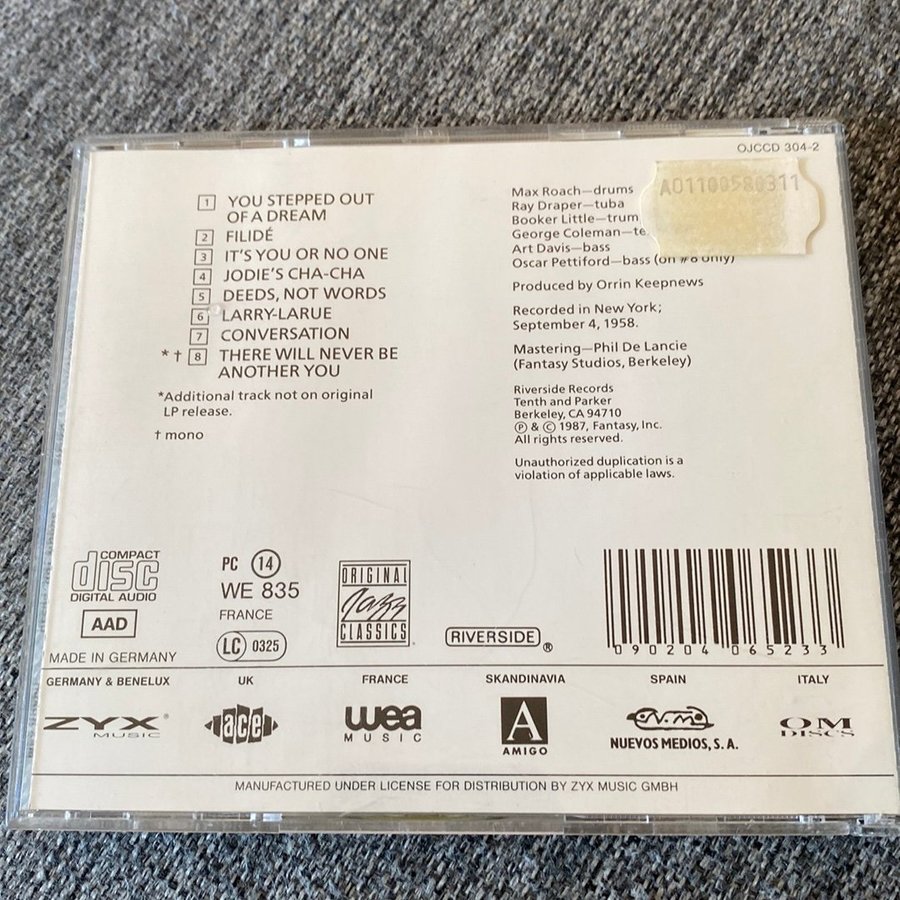 OJCCD 304-2
A01100580311
1 YOU STEPPED OUT
OF A DREAM
2 FILIDÉ
3 IT'S YOU OR NO ONE
4 JODIE'S CHA-CHA
5 DEEDS, NOT WORDS
6 LARRY-LARUE
7 CONVERSATION
*† 8 THERE WILL NEVER BE
ANOTHER YOU
*Additional track not on original
LP release.
† mono
Max Roach—drums
Ray Draper—tuba
Booker Little—trum
George Coleman—te
Art Davis—bass
Oscar Pettiford—bass (on #8 only)
Produced by Orrin Keepnews
Recorded in New York;
September 4, 1958.
Mastering—Phil De Lancie
(Fantasy Studios, Berkeley)
Riverside Records
Tenth and Parker
Berkeley, CA 94710
Ⓟ & © 1987, Fantasy, Inc.
All rights reserved.
Unauthorized duplication is a
violation of applicable laws.
COMPACT
disc
DIGITAL AUDIO
AAD
MADE IN GERMANY
PC 14
WE 835
FRANCE
LC 0325
ORIGINAL
Jazz
CLASSICS
RIVERSIDE ®
0 90204 06523 3
GERMANY & BENELUX
UK
FRANCE
SKANDINAVIA
SPAIN
ITALY
ZYX®
MUSIC
ace
wea
MUSIC
A
AMIGO
N.M.
NUEVOS MEDIOS, S.A.
OM
DISCS
MANUFACTURED UNDER LICENSE FOR DISTRIBUTION BY ZYX MUSIC GMBH